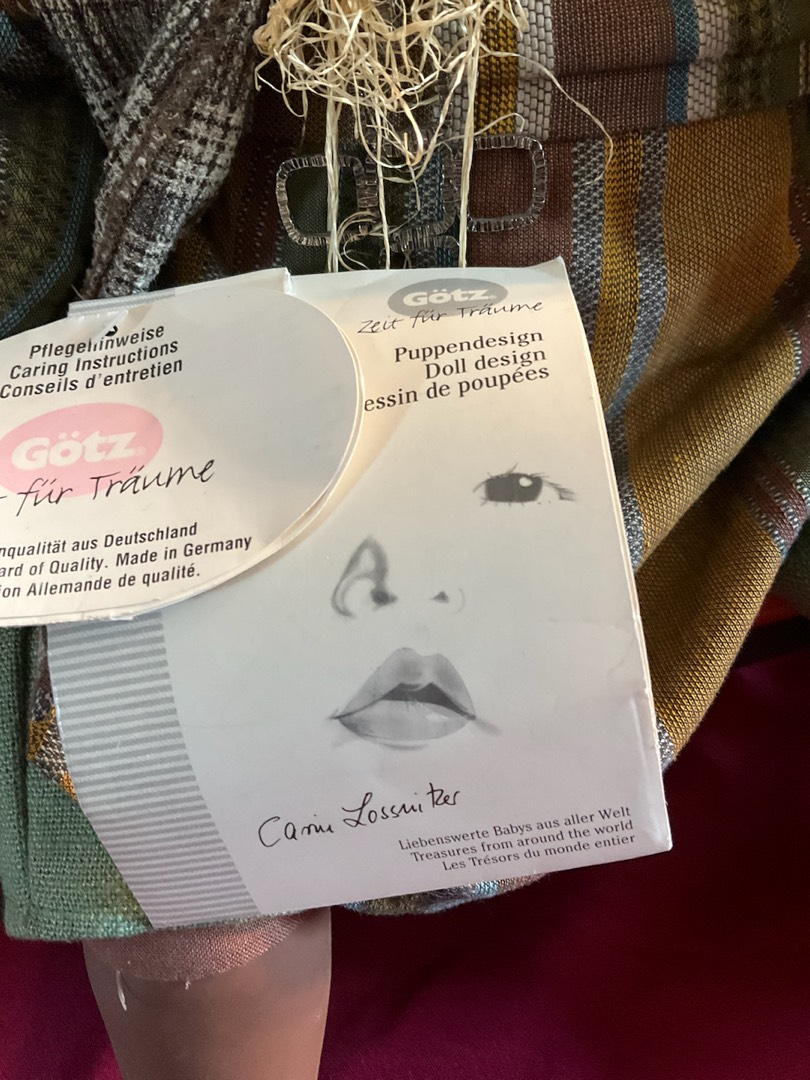 Pflegehinweise
Caring Instructions
Conseils d'entretien
Götz
für Träume
nqualität aus Deutschland
ard of Quality. Made in Germany
ion Allemande de qualité.
Götz
Zeit für Träume
Puppendesign
Doll design
essin de poupées
Carin Lossnitzer
Liebenswerte Babys aus aller Welt
Treasures from around the world
Les Trésors du monde entier